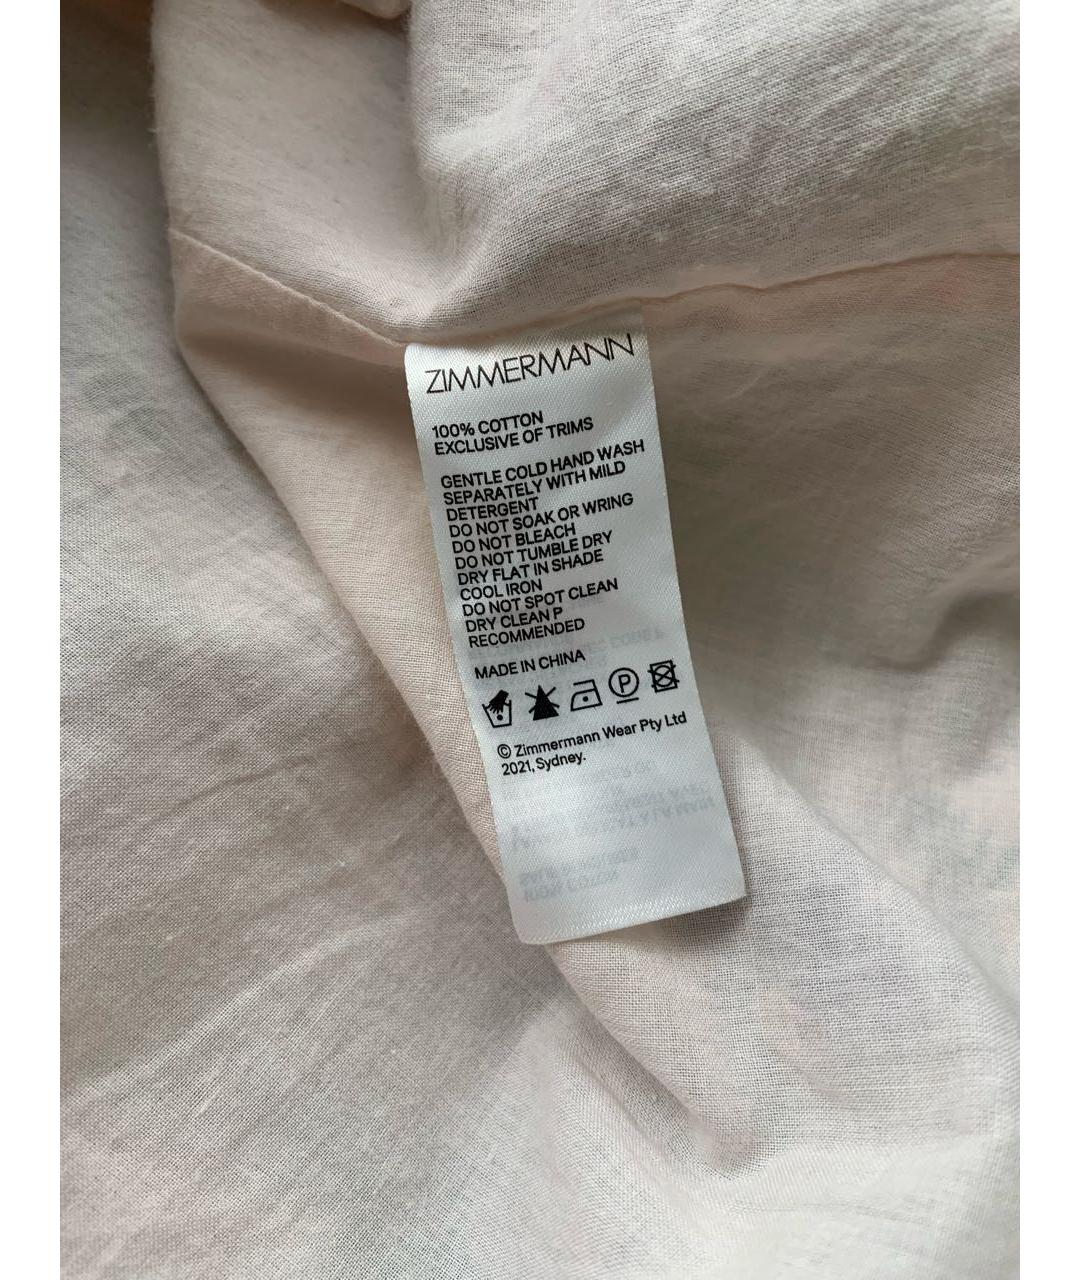 ZIMMERMANN
100% COTTON
EXCLUSIVE OF TRIMS
GENTLE COLD HAND WASH
SEPARATELY WITH MILD
DETERGENT
DO NOT SOAK OR WRING
DO NOT BLEACH
DO NOT TUMBLE DRY
DRY FLAT IN SHADE
COOL IRON
DO NOT SPOT CLEAN
DRY CLEAN P
RECOMMENDED
MADE IN CHINA
P
© Zimmermann Wear Pty Ltd
2021, Sydney.